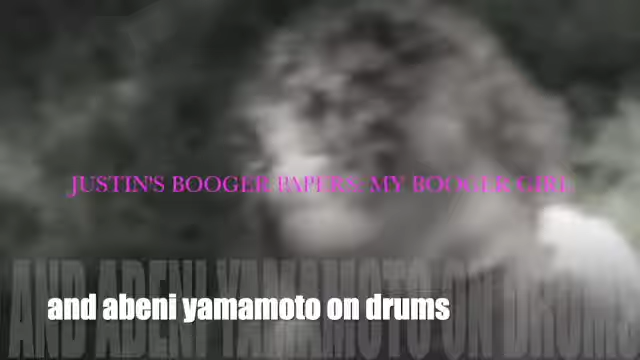 JUSTIN'S BOOGER PAPERS: MY BOOGER GIRL
AND ABENI YAMAMOTO ON DRUMS
and abeni yamamoto on drums